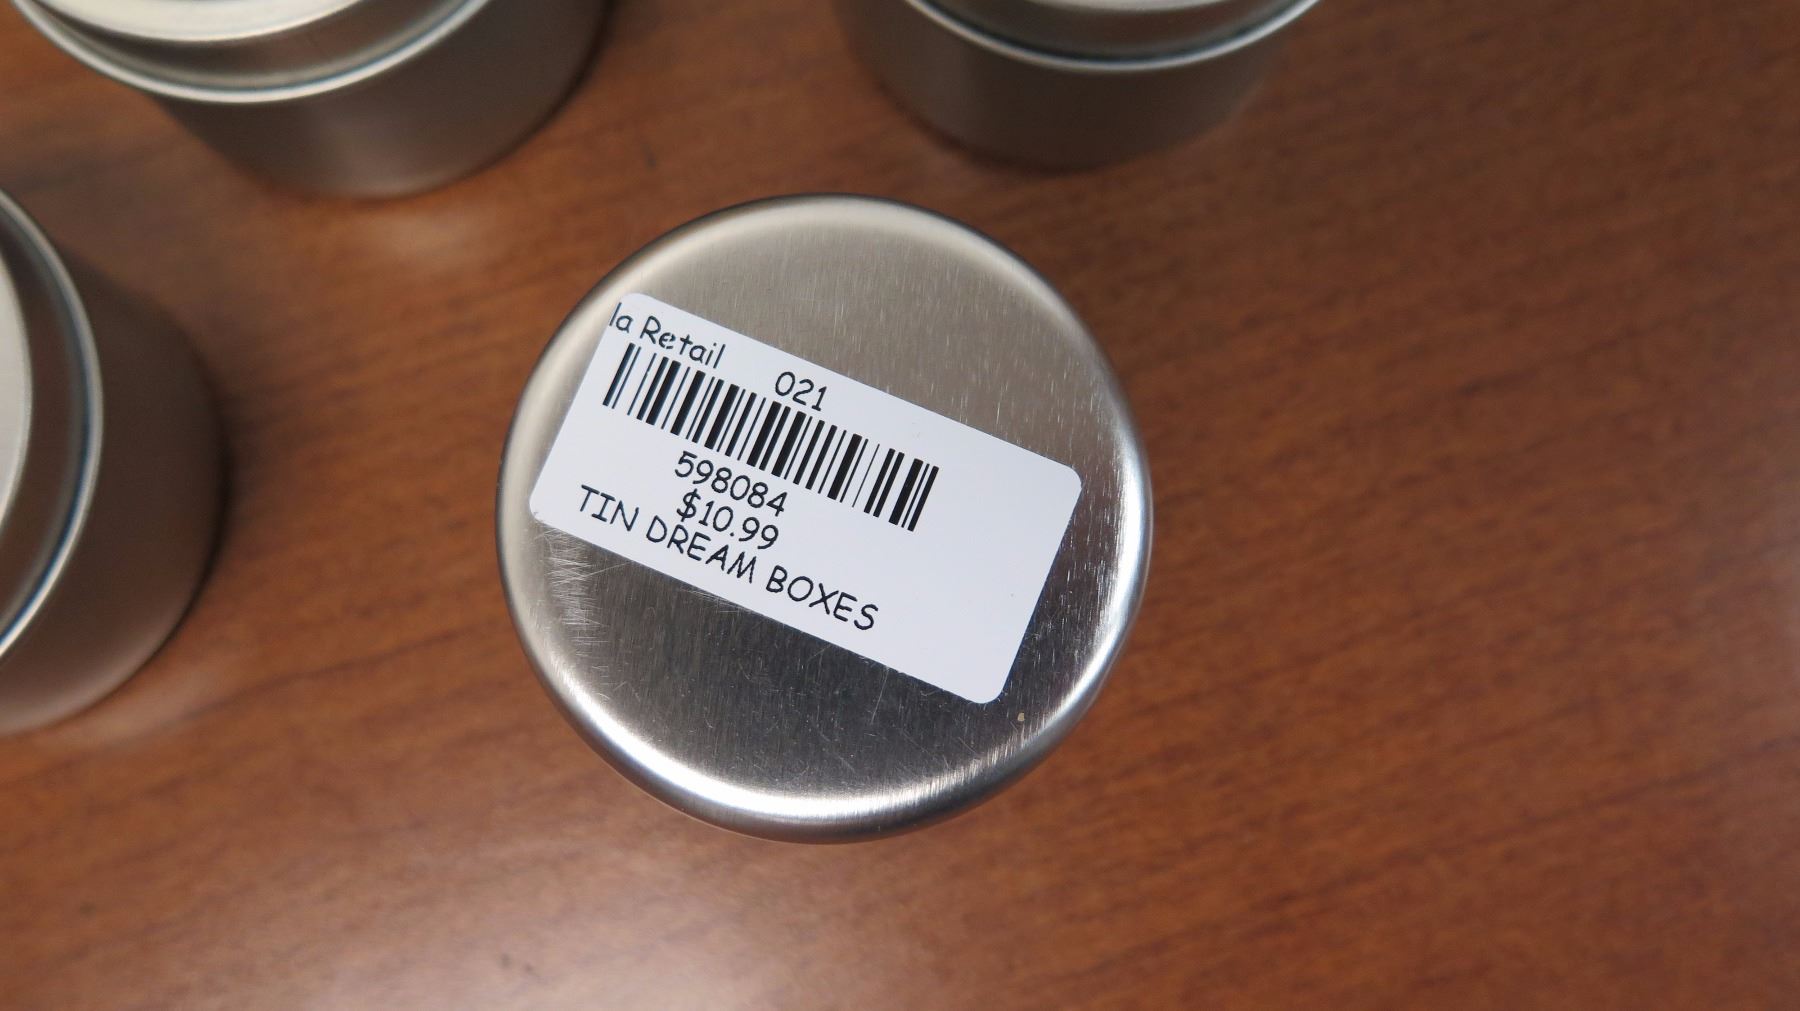 la Retail
021
598084
$10.99
TIN DREAM BOXES